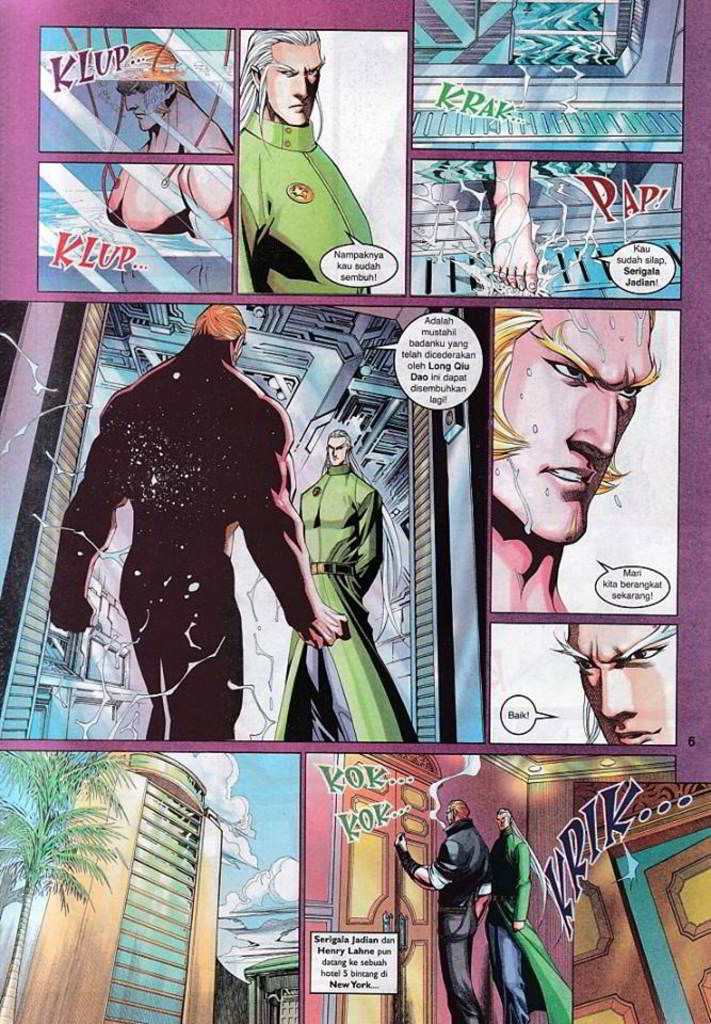 KLUP...
KLUP...
Nampaknya
kau sudah
sembuh!
KRAK...
PAP!
Kau
sudah silap,
Serigala
Jadian!
Adalah
mustahil
badanku yang
telah dicederakan
oleh Long Qiu
Dao ini dapat
disembuhkan
lagi!
Mari
kita berangkat
sekarang!
Baik!
6
KOK...
KOK...
Serigala Jadian dan
Henry Lahne pun
datang ke sebuah
hotel 5 bintang di
New York...
KRIK...